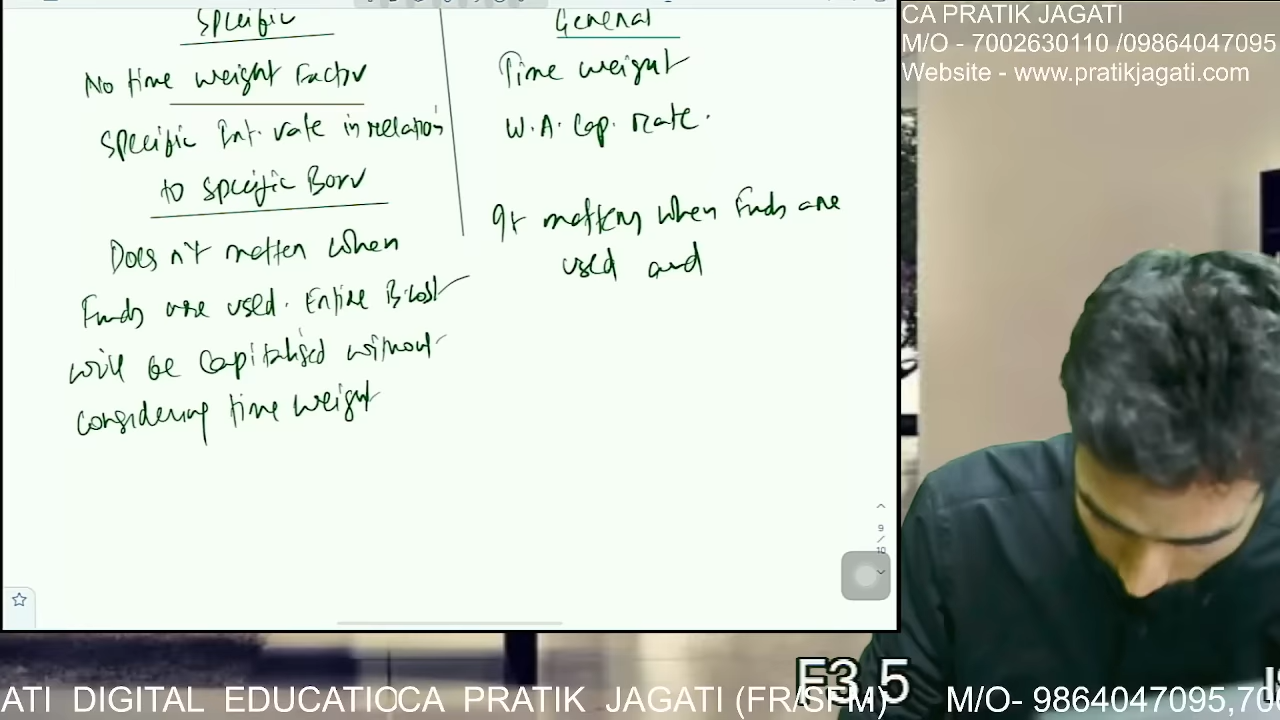 Specific
No time weight Factor
Specific Int. rate in relation
to Specific Borr
Does n't matter when
Funds are used. Entire B.Cost
will be Capitalised without
Considering time weight
General
Time weight
W.A. Cap. Rate.
It matters when Funds are
used and
9
/
10
CA PRATIK JAGATI
M/O - 7002630110 /09864047095
Website - www.pratikjagati.com
F3.5
ATI DIGITAL EDUCATIOCA PRATIK JAGATI (FR/SFM) M/O- 9864047095,700